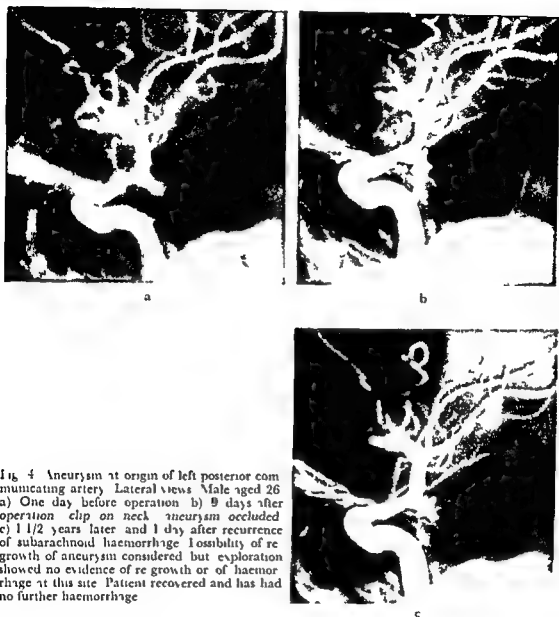 a
b
Fig 4 Aneurysm at origin of left posterior com
municating artery Lateral views Male aged 26
a) One day before operation b) 9 days after
operation clip on neck aneurysm occluded
c) 1 1/2 years later and 1 day after recurrence
of subarachnoid haemorrhage Possibility of re
growth of aneurysm considered but exploration
showed no evidence of re growth or of haemor
rhage at this site Patient recovered and has had
no further haemorrhage
c